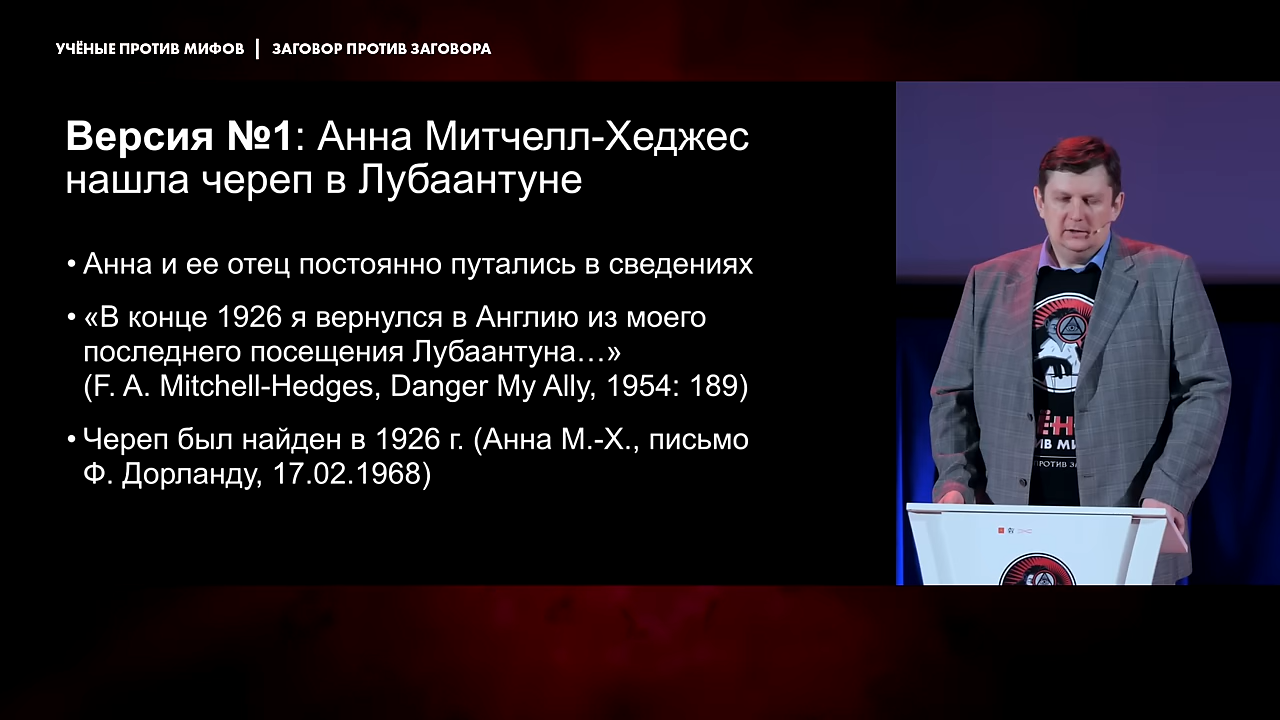 УЧЁНЫЕ ПРОТИВ МИФОВ | ЗАГОВОР ПРОТИВ ЗАГОВОРА
Версия №1: Анна Митчелл-Хеджес
нашла череп в Лубаантуне
• Анна и ее отец постоянно путались в сведениях
• «В конце 1926 я вернулся в Англию из моего
последнего посещения Лубаантуна…»
(F. A. Mitchell-Hedges, Danger My Ally, 1954: 189)
• Череп был найден в 1926 г. (Анна М.-Х., письмо
Ф. Дорланду, 17.02.1968)